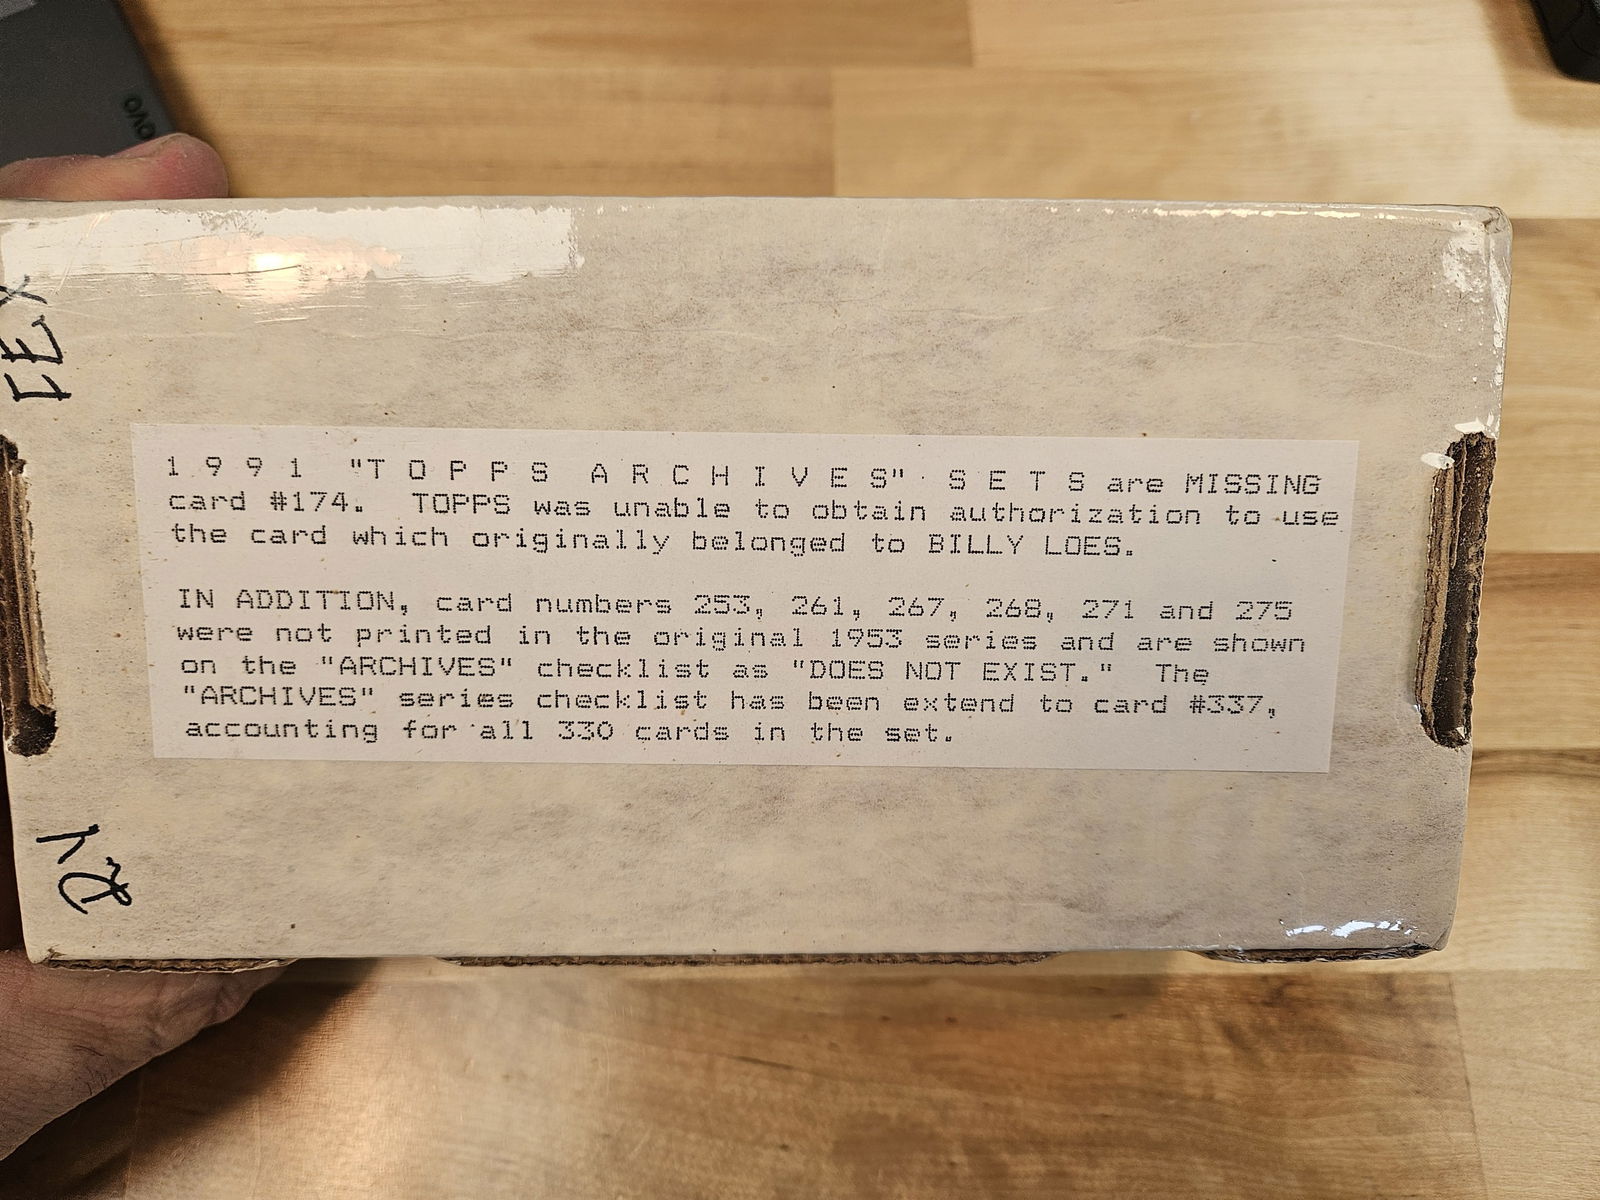 1 9 9 1 "T O P P S A R C H I V E S" S E T S are MISSING
card #174. TOPPS was unable to obtain authorization to use
the card which originally belonged to BILLY LOES.
IN ADDITION, card numbers 253, 261, 267, 268, 271 and 275
were not printed in the original 1953 series and are shown
on the "ARCHIVES" checklist as "DOES NOT EXIST." The
"ARCHIVES" series checklist has been extend to card #337,
accounting for all 330 cards in the set.